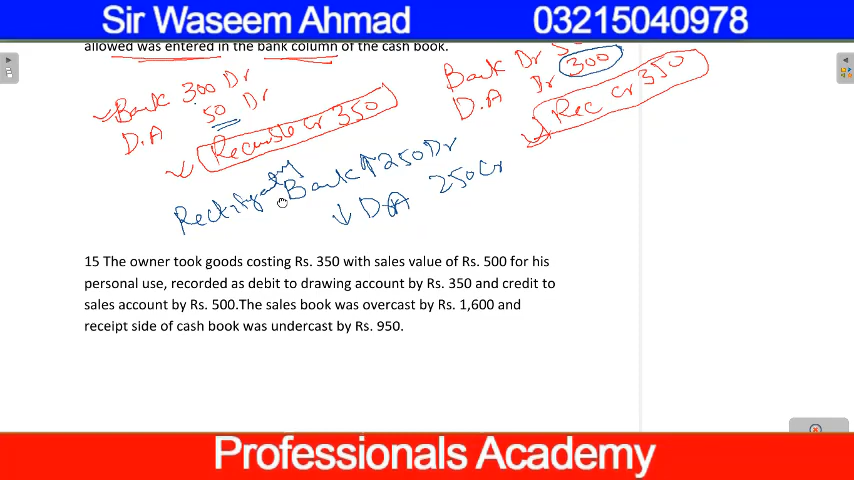 Sir Waseem Ahmad 03215040978
allowed was entered in the bank column of the cash book.
Bank 300 Dr
D.A 50 Dr
Bank Dr
D.A Dr 300
Rec Cr 350
Cr 350
Rectifying Bank ↑ 250 Dr
↓ DA 250 Cr
15 The owner took goods costing Rs. 350 with sales value of Rs. 500 for his
personal use, recorded as debit to drawing account by Rs. 350 and credit to
sales account by Rs. 500.The sales book was overcast by Rs. 1,600 and
receipt side of cash book was undercast by Rs. 950.
Professionals Academy